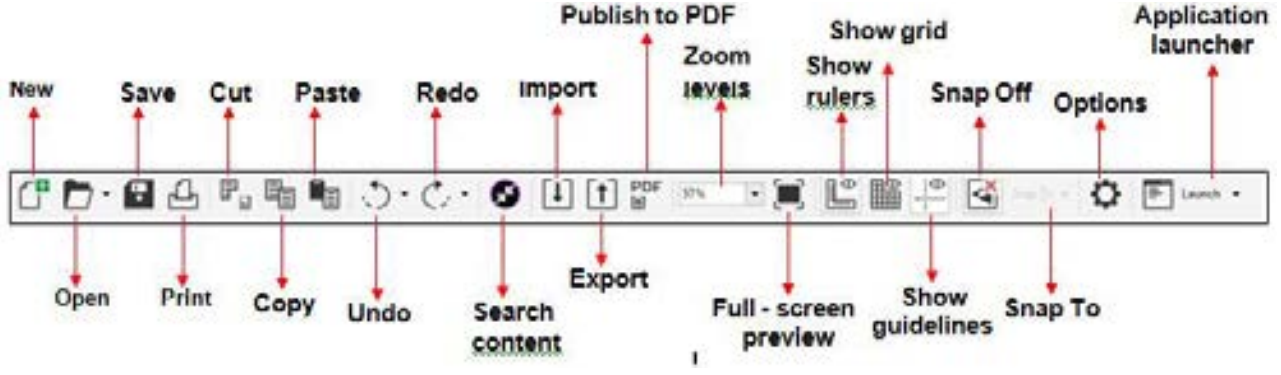 Publish to PDF
Application
launcher
Show grid
Zoom
levels
Show
rulers
New
Save
Cut
Paste
Redo
Import
Snap Off
Options
PDF
Launch
Open
Print
Copy
Undo
Search
content
Export
Full - screen
preview
Show
guidelines
Snap To